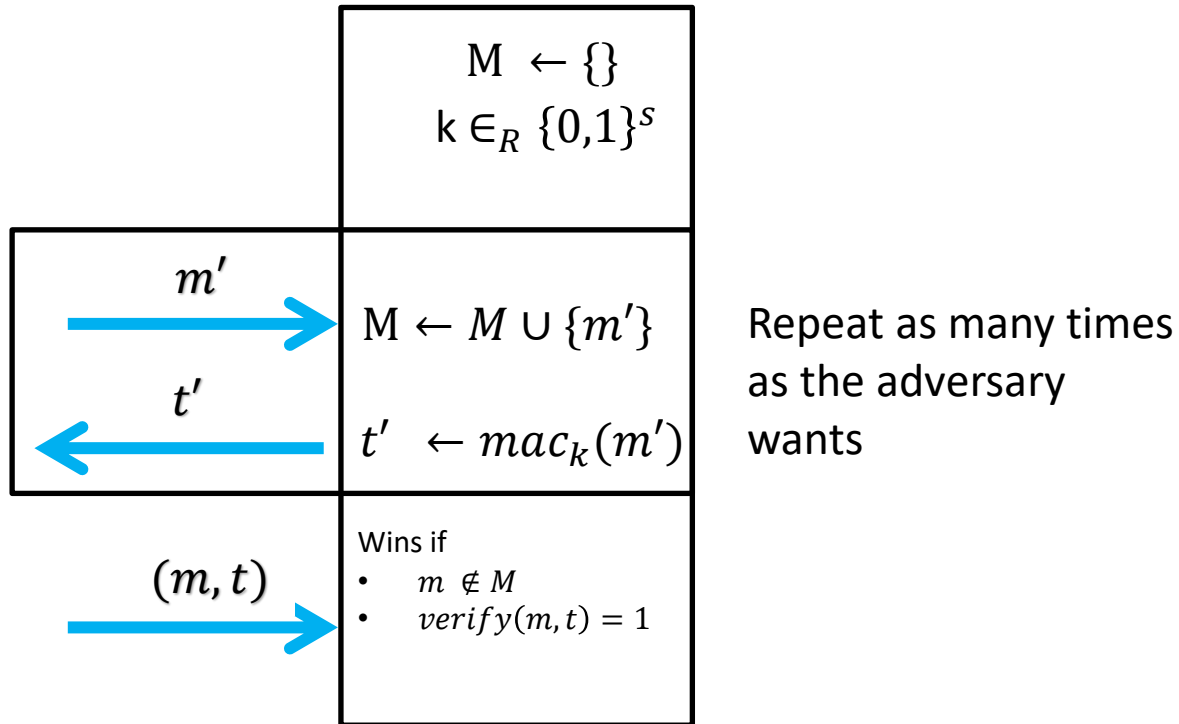 M ← {}
k ∈_R {0,1}^s
m′
M ← M ∪ {m′}
t′
t′ ← mac_k(m′)
Repeat as many times
as the adversary
wants
(m, t)
Wins if
• m ∉ M
• verify(m, t) = 1